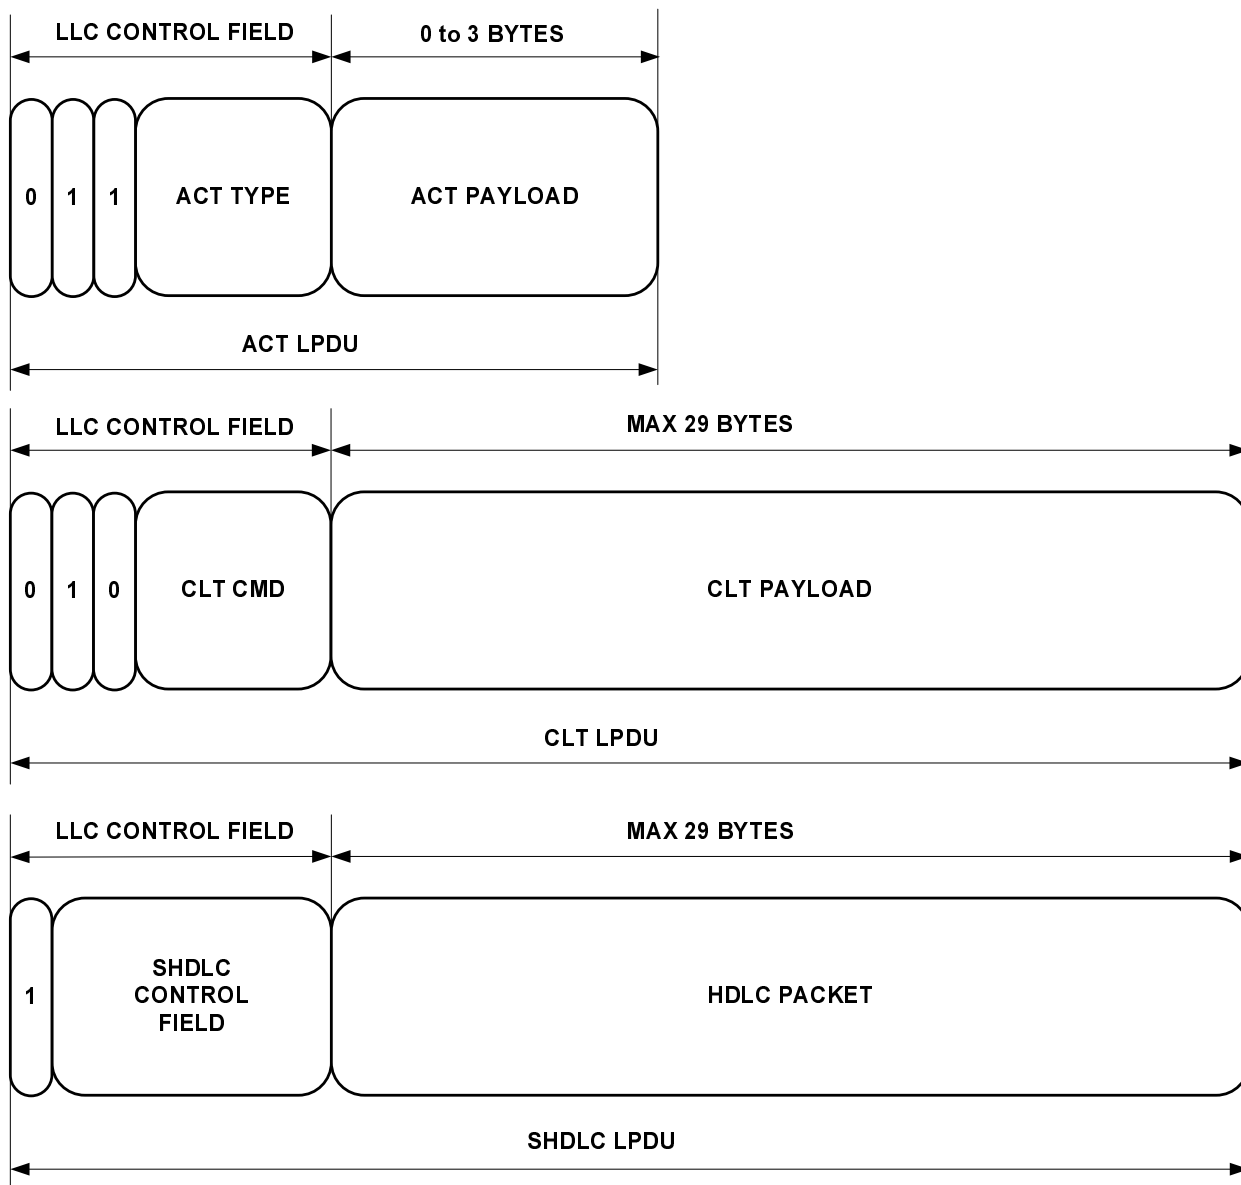 LLC CONTROL FIELD
0 to 3 BYTES
0 1 1 ACT TYPE ACT PAYLOAD
ACT LPDU
LLC CONTROL FIELD
MAX 29 BYTES
0 1 0 CLT CMD CLT PAYLOAD
CLT LPDU
LLC CONTROL FIELD
MAX 29 BYTES
1
SHDLC
CONTROL
FIELD
HDLC PACKET
SHDLC LPDU